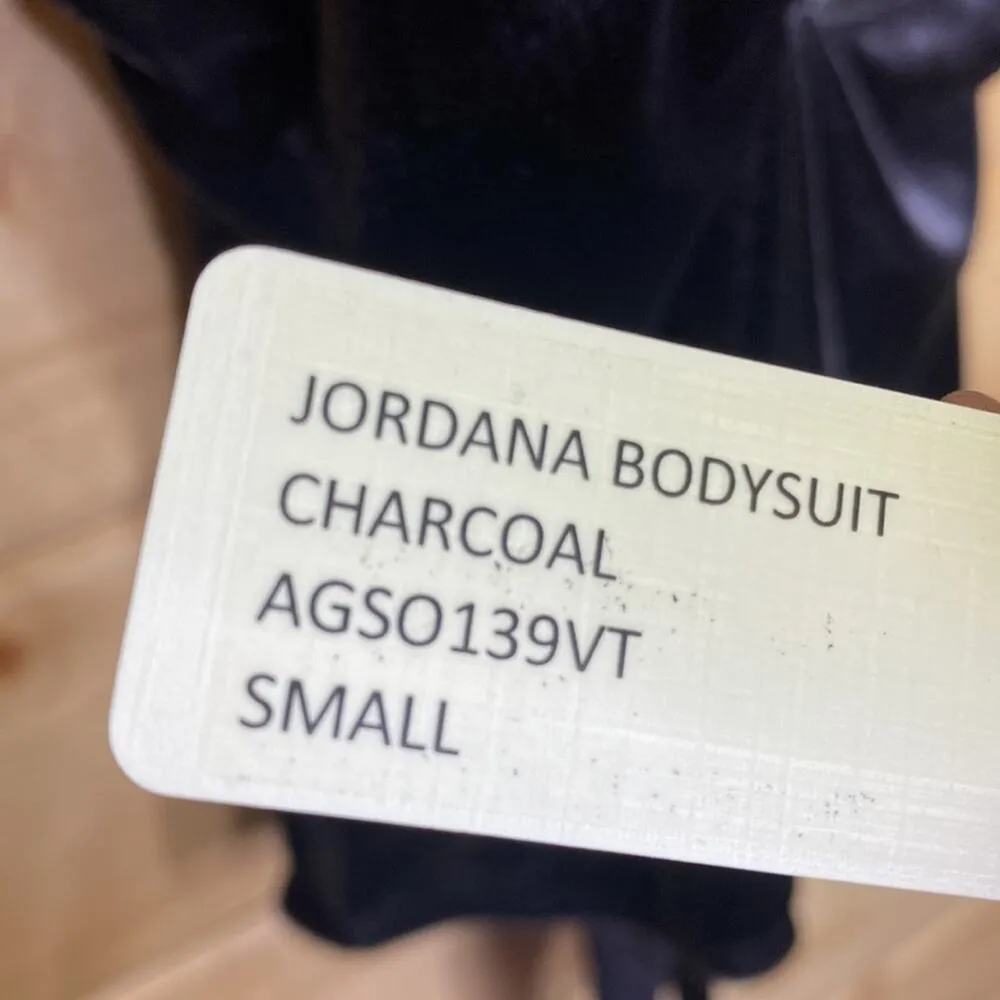 JORDANA BODYSUIT
CHARCOAL
AGSO139VT
SMALL